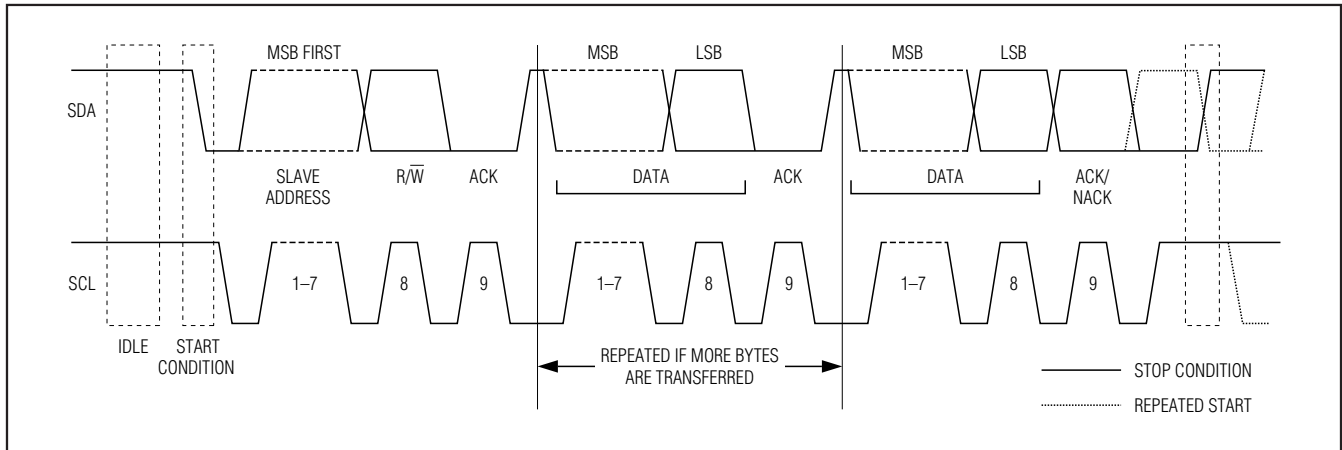 MSB FIRST
MSB
LSB
MSB
LSB
SDA
SLAVE
ADDRESS
R/W̅
ACK
DATA
ACK
DATA
ACK/
NACK
SCL
1–7
8
9
1–7
8
9
1–7
8
9
IDLE
START
CONDITION
REPEATED IF MORE BYTES
ARE TRANSFERRED
STOP CONDITION
REPEATED START